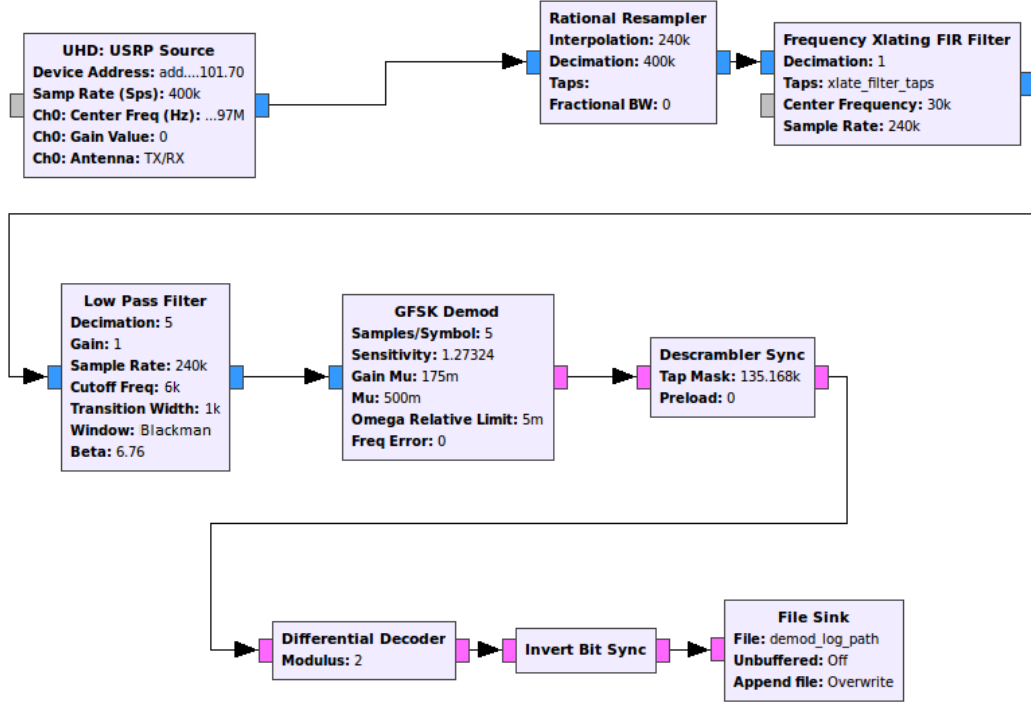 UHD: USRP Source
Device Address: add....101.70
Samp Rate (Sps): 400k
Ch0: Center Freq (Hz): ...97M
Ch0: Gain Value: 0
Ch0: Antenna: TX/RX
Rational Resampler
Interpolation: 240k
Decimation: 400k
Taps:
Fractional BW: 0
Frequency Xlating FIR Filter
Decimation: 1
Taps: xlate_filter_taps
Center Frequency: 30k
Sample Rate: 240k
Low Pass Filter
Decimation: 5
Gain: 1
Sample Rate: 240k
Cutoff Freq: 6k
Transition Width: 1k
Window: Blackman
Beta: 6.76
GFSK Demod
Samples/Symbol: 5
Sensitivity: 1.27324
Gain Mu: 175m
Mu: 500m
Omega Relative Limit: 5m
Freq Error: 0
Descrambler Sync
Tap Mask: 135.168k
Preload: 0
Differential Decoder
Modulus: 2
Invert Bit Sync
File Sink
File: demod_log_path
Unbuffered: Off
Append file: Overwrite